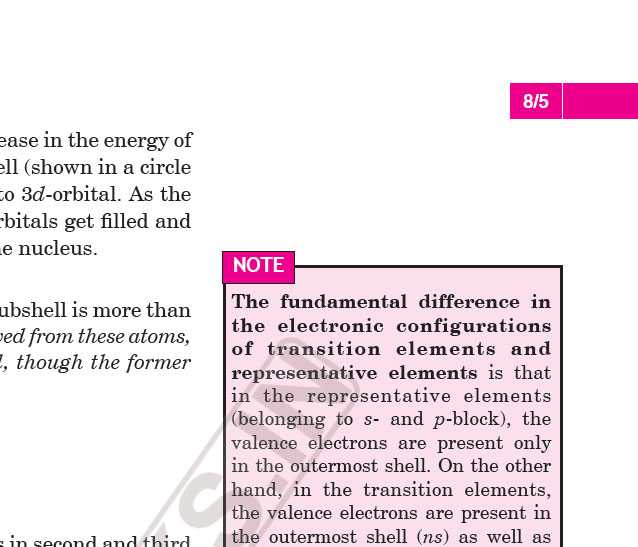 8/5
ease in the energy of
ell (shown in a circle
to 3d-orbital. As the
rbitals get filled and
he nucleus.
ubshell is more than
ved from these atoms,
l, though the former
s in second and third
NOTE
The fundamental difference in
the electronic configurations
of transition elements and
representative elements is that
in the representative elements
(belonging to s- and p-block), the
valence electrons are present only
in the outermost shell. On the other
hand, in the transition elements,
the valence electrons are present in
the outermost shell (ns) as well as
S.IN